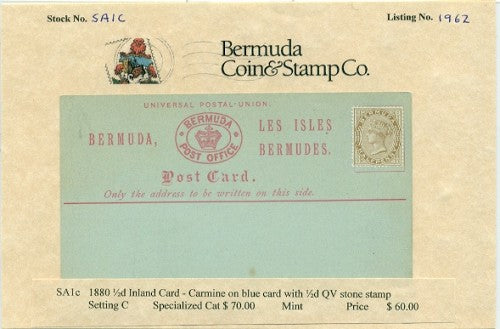 Stock No. SA1C
Listing No. 1962
Bermuda
Coin&Stamp Co.
UNIVERSAL POSTAL UNION.
BERMUDA,
BERMUDA
POST OFFICE
LES ISLES
BERMUDES.
Post Card.
Only the address to be written on this side.
SA1c 1880 ½d Inland Card - Carmine on blue card with ½d QV stone stamp
Setting C Specialized Cat $ 70.00 Mint Price $ 60.00